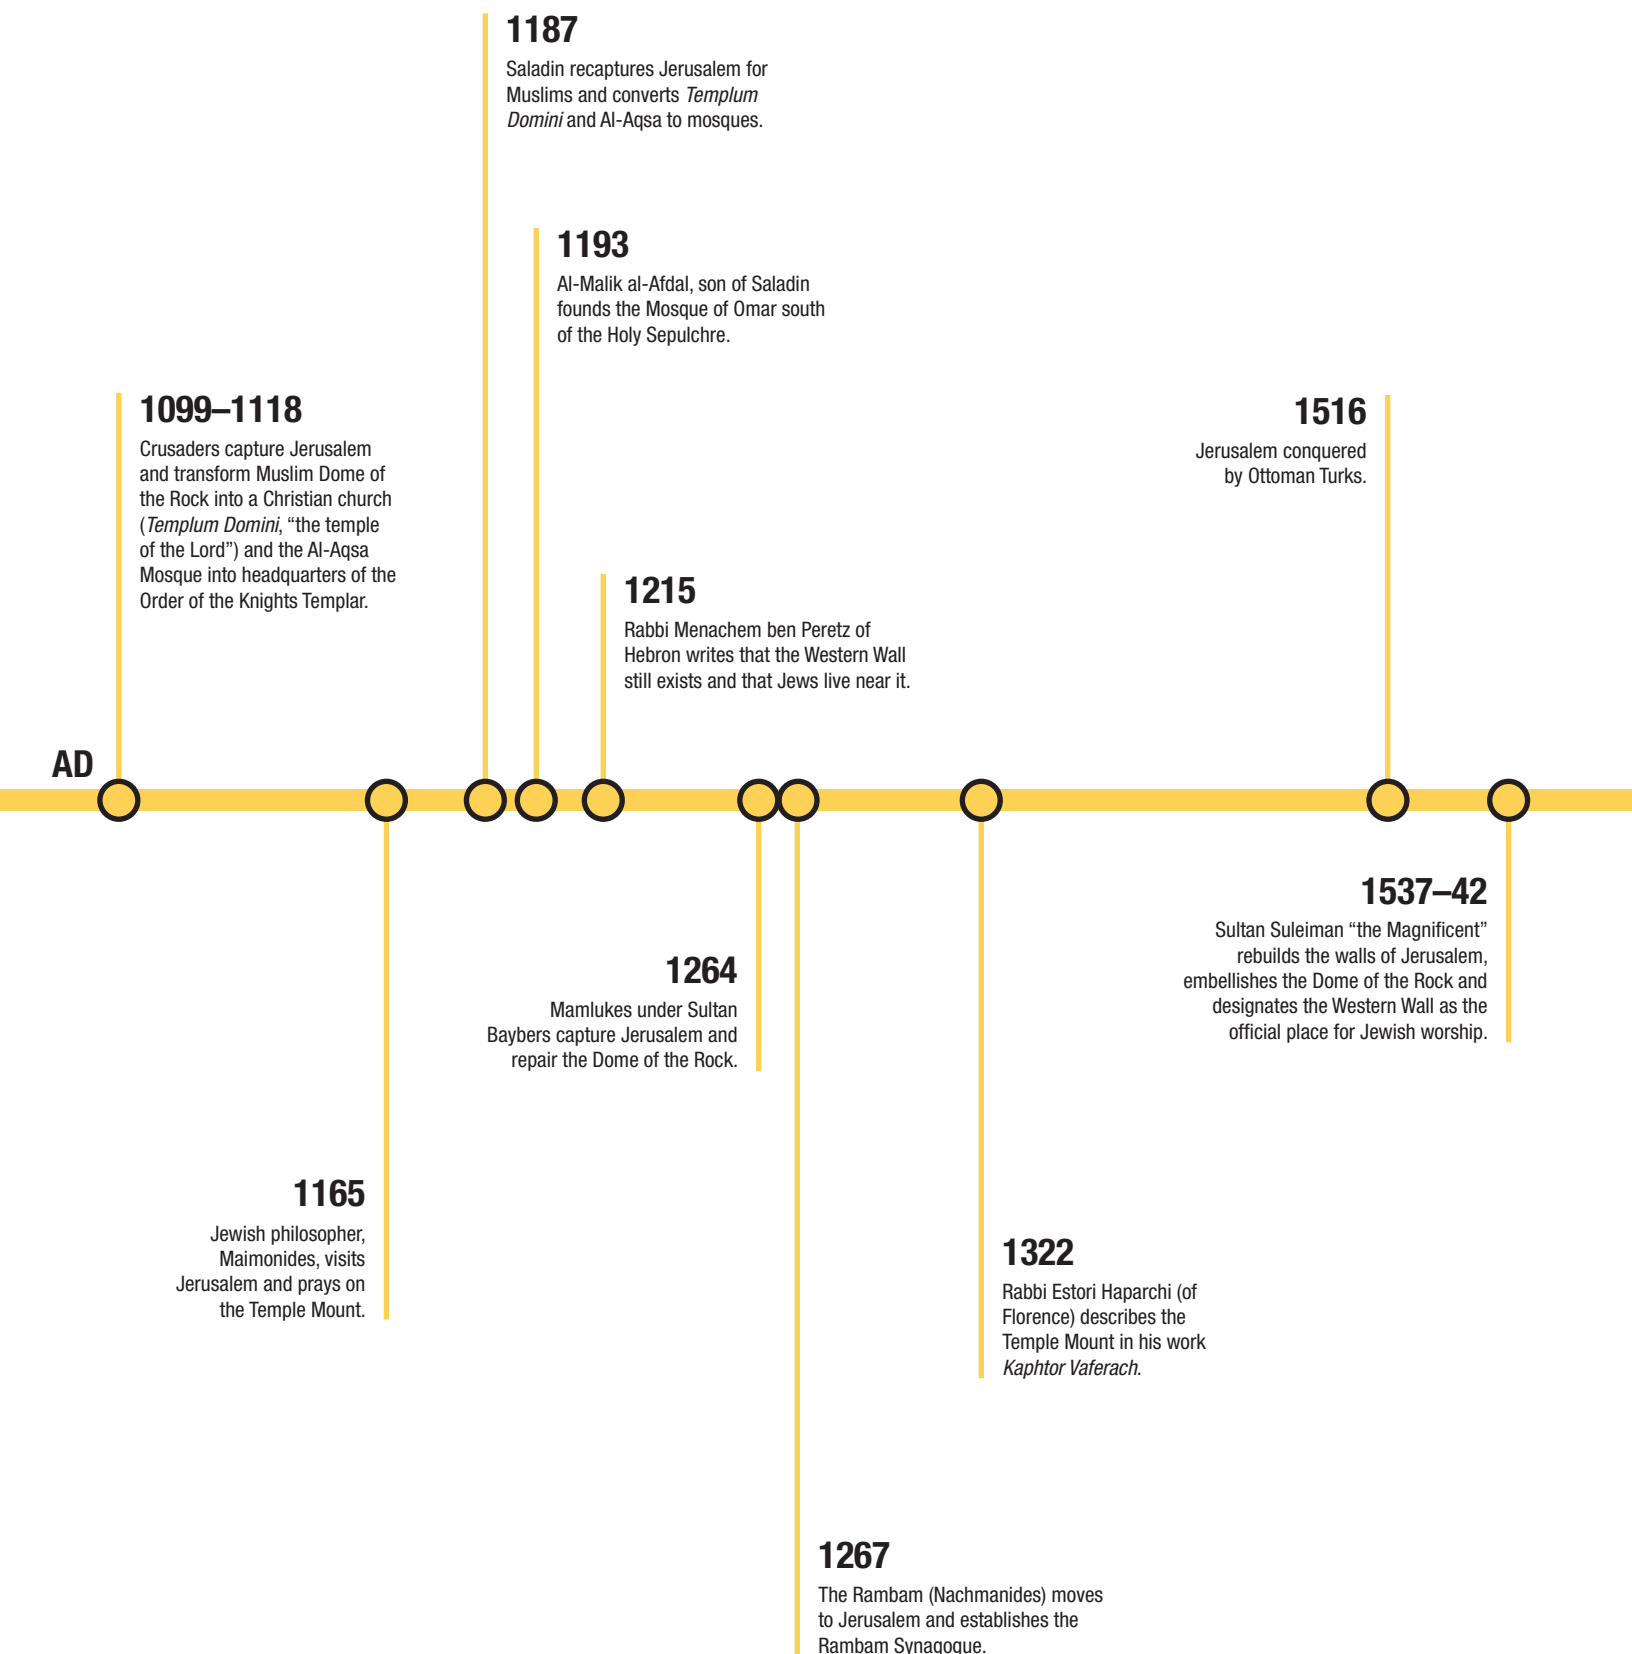 1187
Saladin recaptures Jerusalem for
Muslims and converts Templum
Domini and Al-Aqsa to mosques.
1193
Al-Malik al-Afdal, son of Saladin
founds the Mosque of Omar south
of the Holy Sepulchre.
1099–1118
Crusaders capture Jerusalem
and transform Muslim Dome of
the Rock into a Christian church
(Templum Domini, “the temple
of the Lord”) and the Al-Aqsa
Mosque into headquarters of the
Order of the Knights Templar.
1516
Jerusalem conquered
by Ottoman Turks.
1215
Rabbi Menachem ben Peretz of
Hebron writes that the Western Wall
still exists and that Jews live near it.
AD
1537–42
Sultan Suleiman “the Magnificent”
rebuilds the walls of Jerusalem,
embellishes the Dome of the Rock and
designates the Western Wall as the
official place for Jewish worship.
1264
Mamlukes under Sultan
Baybers capture Jerusalem and
repair the Dome of the Rock.
1165
Jewish philosopher,
Maimonides, visits
Jerusalem and prays on
the Temple Mount.
1322
Rabbi Estori Haparchi (of
Florence) describes the
Temple Mount in his work
Kaphtor Vaferach.
1267
The Rambam (Nachmanides) moves
to Jerusalem and establishes the
Rambam Synagogue.